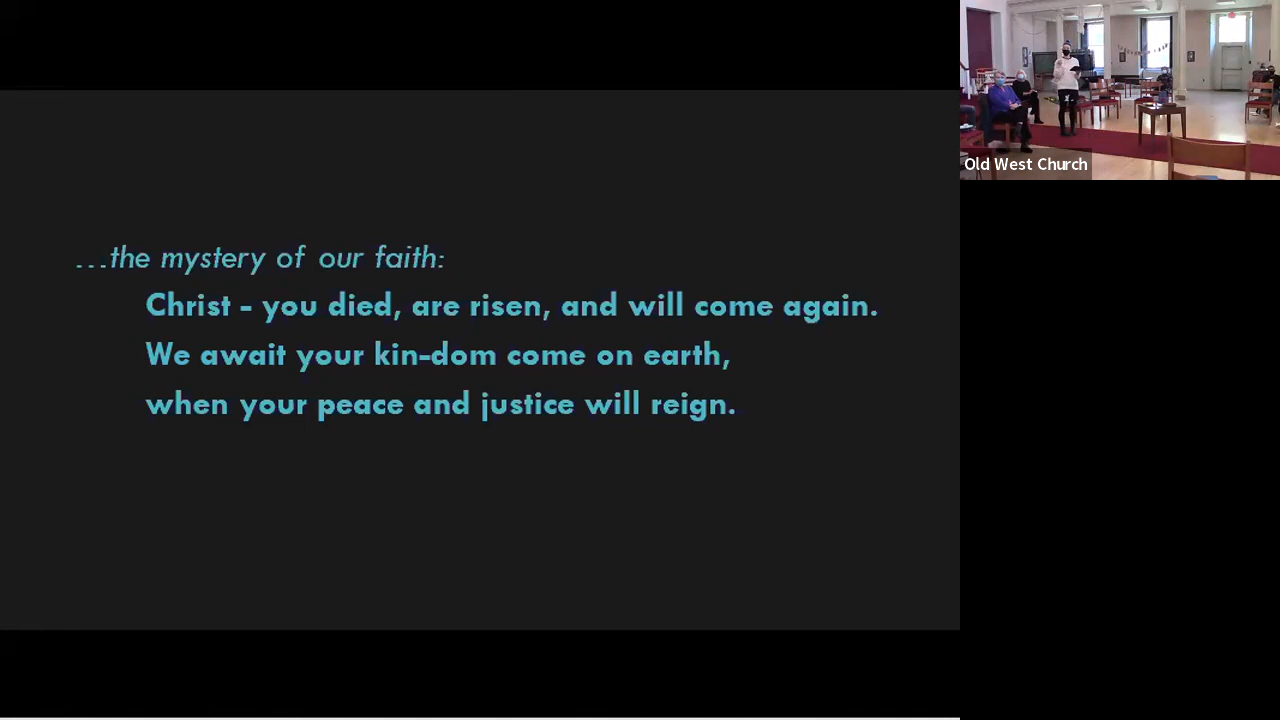 ...the mystery of our faith:
Christ - you died, are risen, and will come again.
We await your kin-dom come on earth,
when your peace and justice will reign.
Old West Church